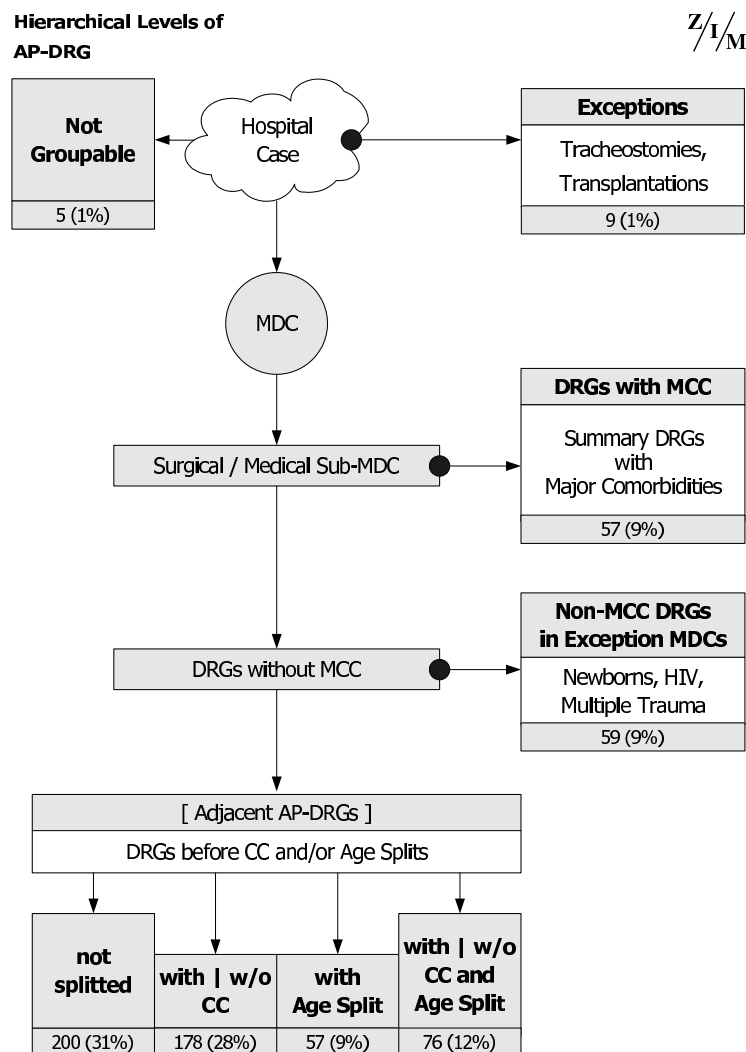 Hierarchical Levels of
AP-DRG
Z/I/M
Not
Groupable
5 (1%)
Hospital
Case
Exceptions
Tracheostomies,
Transplantations
9 (1%)
MDC
Surgical / Medical Sub-MDC
DRGs with MCC
Summary DRGs
with
Major Comorbidities
57 (9%)
DRGs without MCC
Non-MCC DRGs
in Exception MDCs
Newborns, HIV,
Multiple Trauma
59 (9%)
[ Adjacent AP-DRGs ]
DRGs before CC and/or Age Splits
not
splitted
200 (31%)
with | w/o
CC
178 (28%)
with
Age Split
57 (9%)
with | w/o
CC and
Age Split
76 (12%)